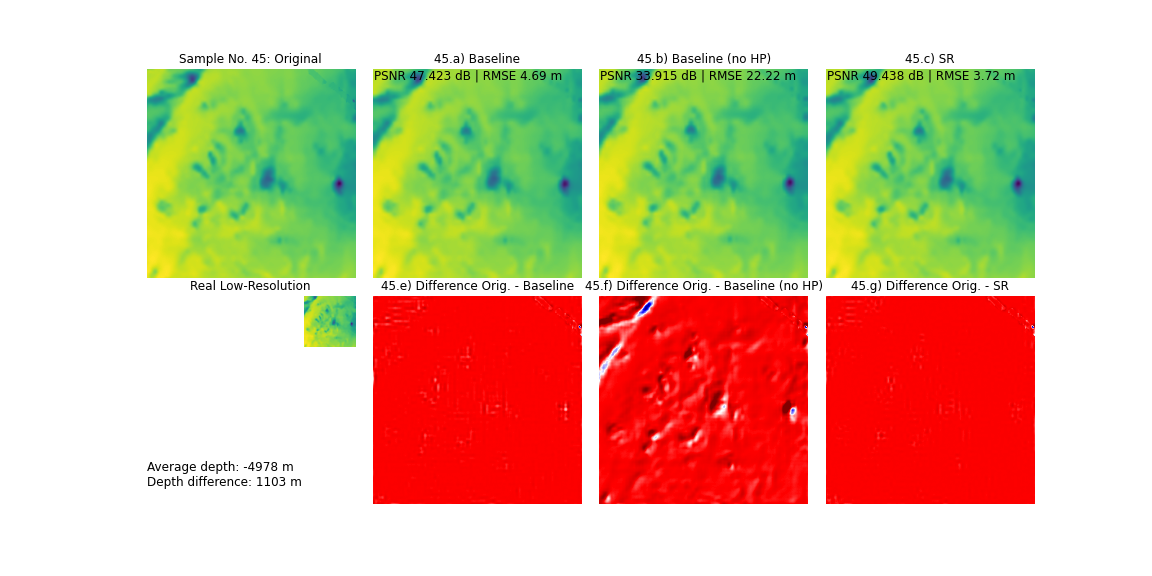 Sample No. 45: Original
45.a) Baseline
45.b) Baseline (no HP)
45.c) SR
PSNR 47.423 dB | RMSE 4.69 m
PSNR 33.915 dB | RMSE 22.22 m
PSNR 49.438 dB | RMSE 3.72 m
Real Low-Resolution
45.e) Difference Orig. - Baseline
45.f) Difference Orig. - Baseline (no HP)
45.g) Difference Orig. - SR
Average depth: -4978 m
Depth difference: 1103 m